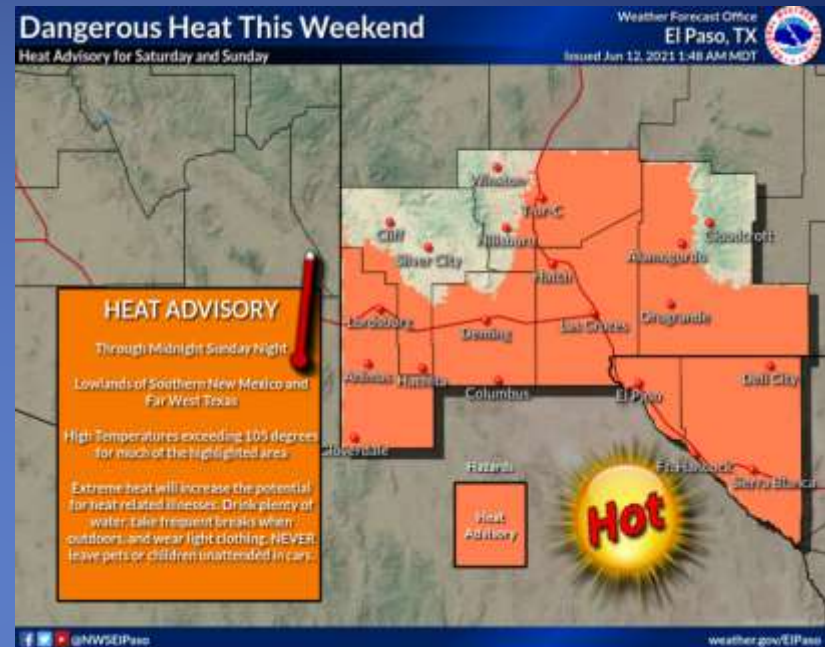 Dangerous Heat This Weekend
Heat Advisory for Saturday and Sunday
Weather Forecast Office
El Paso, TX
Issued Jun 12, 2021 1:48 AM MDT
Winston
T-or-C
Cliff
Hillsboro
Cloudcroft
Silver City
Alamogordo
Hatch
Lordsburg
Deming
Las Cruces
Orogrande
Animas
Hachita
Columbus
El Paso
Dell City
Cloverdale
Ft. Hancock
Sierra Blanca
HEAT ADVISORY
Through Midnight Sunday Night
Lowlands of Southern New Mexico and
Far West Texas
High Temperatures exceeding 105 degrees
for much of the highlighted area
Extreme heat will increase the potential
for heat related illnesses. Drink plenty of
water, take frequent breaks when
outdoors, and wear light clothing. NEVER
leave pets or children unattended in cars.
Hazards
Heat
Advisory
Hot
@NWSElPaso
weather.gov/ElPaso